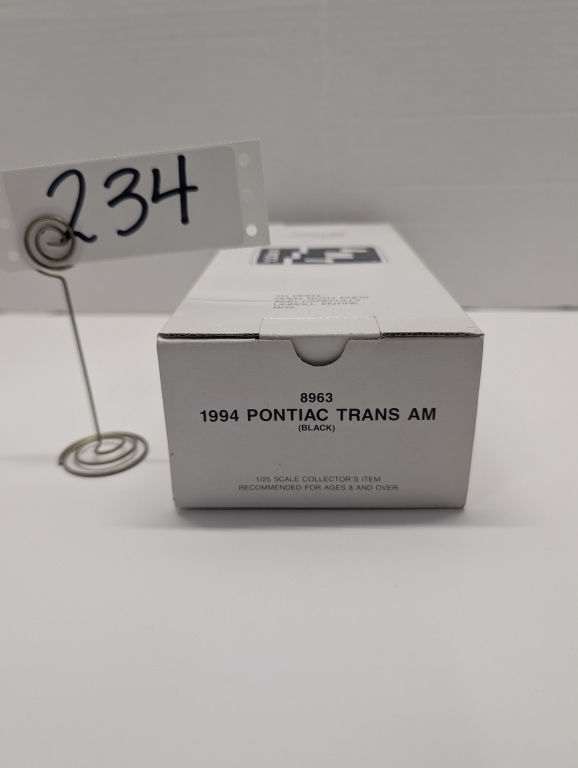 234
8963
1994 PONTIAC TRANS AM
(BLACK)
1/25 SCALE COLLECTOR'S ITEM
RECOMMENDED FOR AGES 8 AND OVER